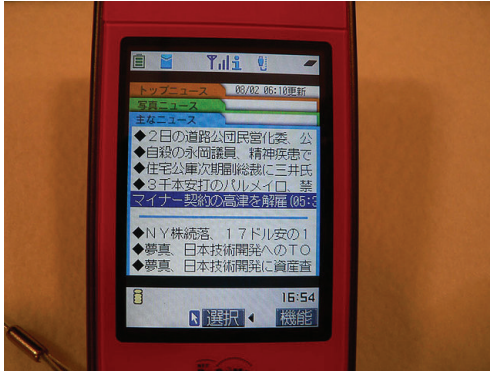 トップニュース 08/02 06:10更新
写真ニュース
主なニュース
◆2日の道路公団民営化委、公
◆自殺の永岡議員、精神疾患で
◆住宅公庫次期副総裁に三井氏
◆3千本安打のパルメイロ、禁
マイナー契約の高津を解雇(05:3
◆NY株続落、17ドル安の1
◆夢真、日本技術開発へのTO
◆夢真、日本技術開発に資産査
16:54
選択 機能